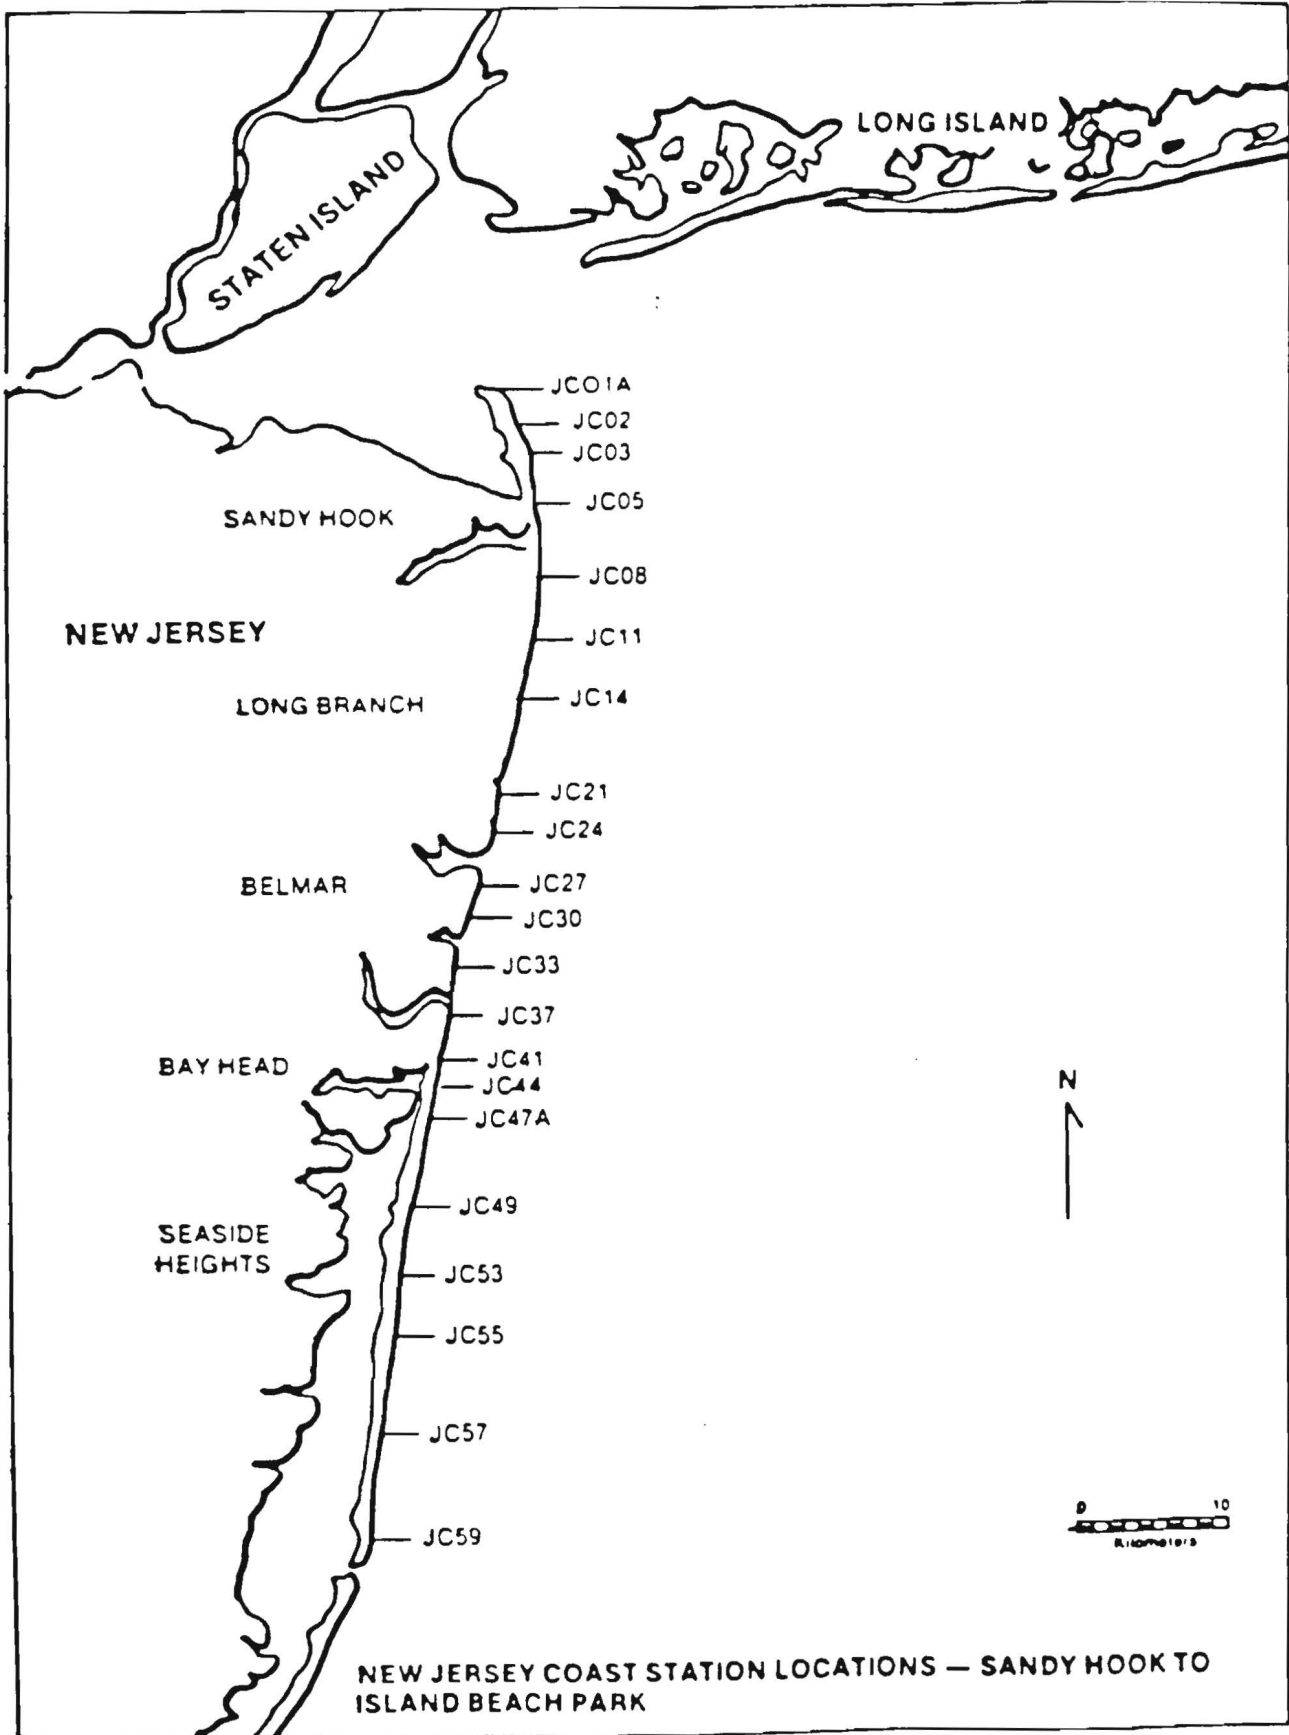 LONG ISLAND
STATEN ISLAND
JC01A
JC02
JC03
JC05
SANDY HOOK
JC08
NEW JERSEY
JC11
JC14
LONG BRANCH
JC21
JC24
BELMAR
JC27
JC30
JC33
JC37
BAY HEAD
JC41
JC44
JC47A
N
JC49
SEASIDE
HEIGHTS
JC53
JC55
JC57
0 10
Kilometers
JC59
NEW JERSEY COAST STATION LOCATIONS — SANDY HOOK TO
ISLAND BEACH PARK